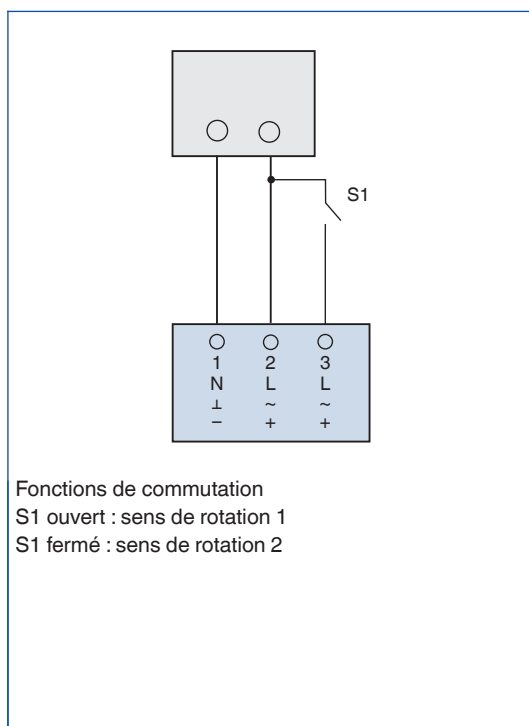 S1
1 2 3
N L L
⊥ ~ ~
– + +
Fonctions de commutation
S1 ouvert : sens de rotation 1
S1 fermé : sens de rotation 2